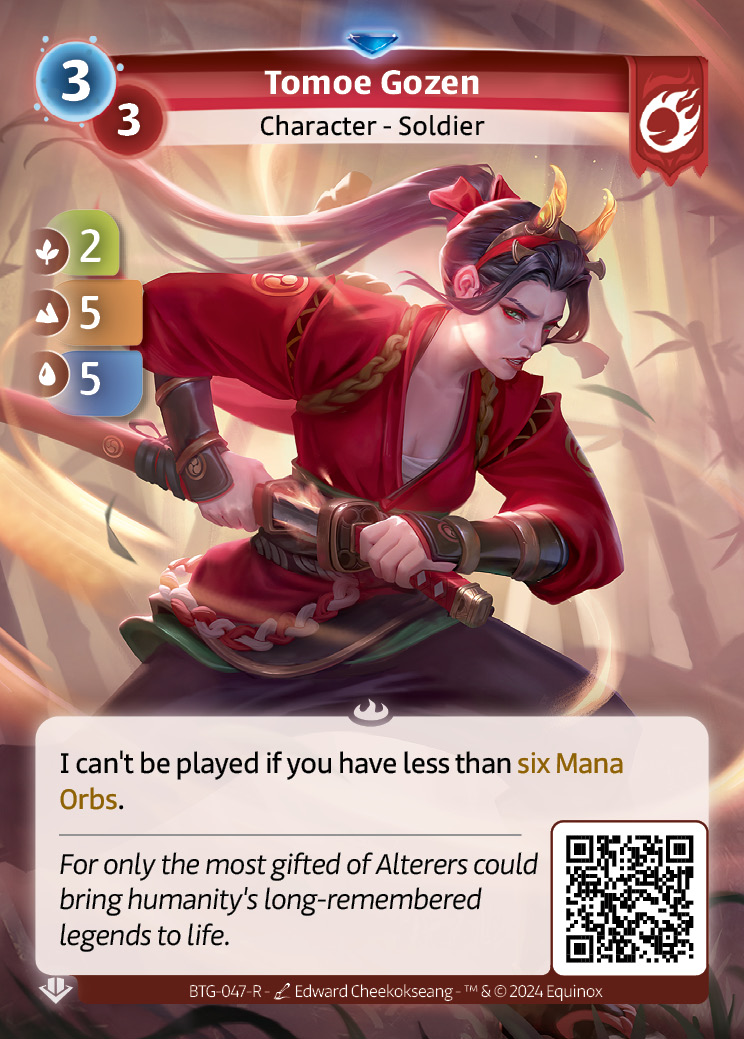 3
3
Tomoe Gozen
Character - Soldier
2
5
5
I can't be played if you have less than six Mana
Orbs.
For only the most gifted of Alterers could
bring humanity's long-remembered
legends to life.
BTG-047-R - Edward Cheekokseang - ™ & © 2024 Equinox